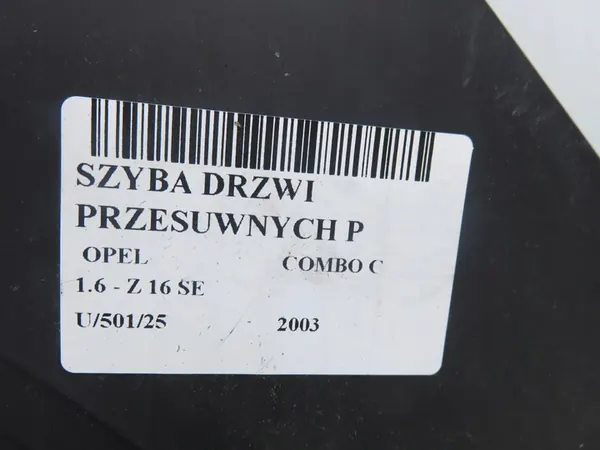 SZYBA DRZWI
PRZESUWNYCH P
OPEL COMBO C
1.6 - Z 16 SE
U/501/25 2003